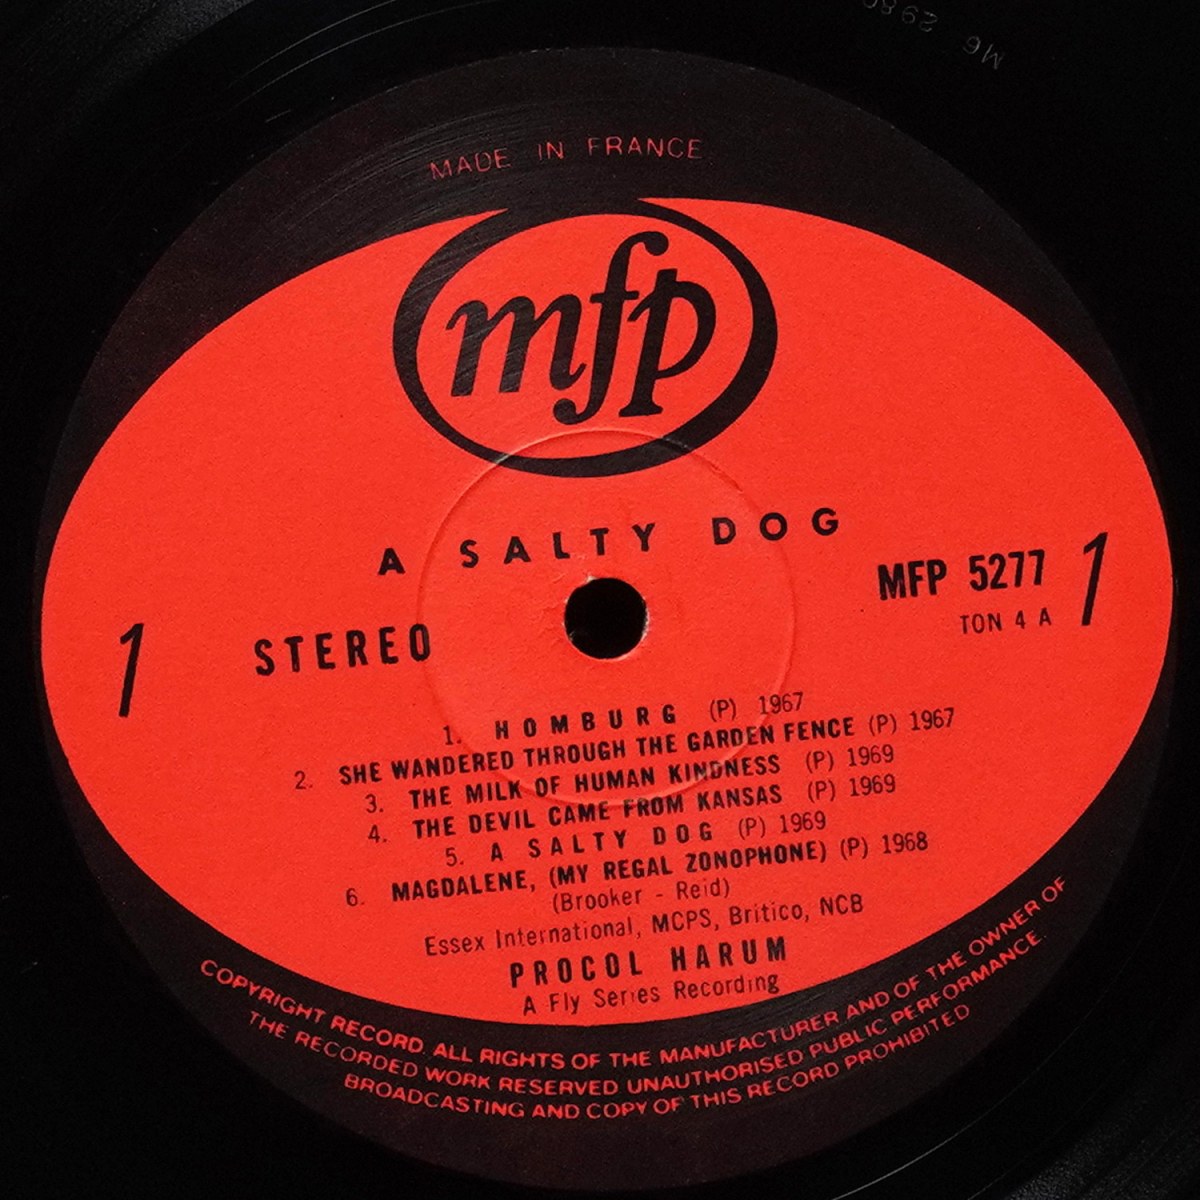 MADE IN FRANCE
mfp
A SALTY DOG
MFP 5277
TON 4 A
1
1
STEREO
1. HOMBURG (P) 1967
2. SHE WANDERED THROUGH THE GARDEN FENCE (P) 1967
3. THE MILK OF HUMAN KINDNESS (P) 1969
4. THE DEVIL CAME FROM KANSAS (P) 1969
5. A SALTY DOG (P) 1969
6. MAGDALENE, (MY REGAL ZONOPHONE) (P) 1968
(Brooker - Reid)
Essex International, MCPS, Britico, NCB
PROCOL HARUM
A Fly Series Recording
COPYRIGHT RECORD. ALL RIGHTS OF THE MANUFACTURER AND OF THE OWNER OF
THE RECORDED WORK RESERVED UNAUTHORISED PUBLIC PERFORMANCE.
BROADCASTING AND COPY OF THIS RECORD PROHIBITED